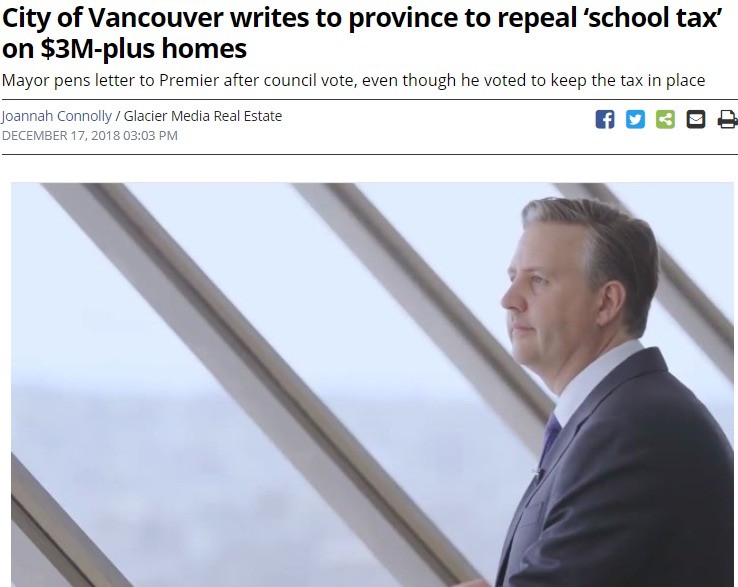 City of Vancouver writes to province to repeal ‘school tax’
on $3M-plus homes
Mayor pens letter to Premier after council vote, even though he voted to keep the tax in place
Joannah Connolly / Glacier Media Real Estate
DECEMBER 17, 2018 03:03 PM